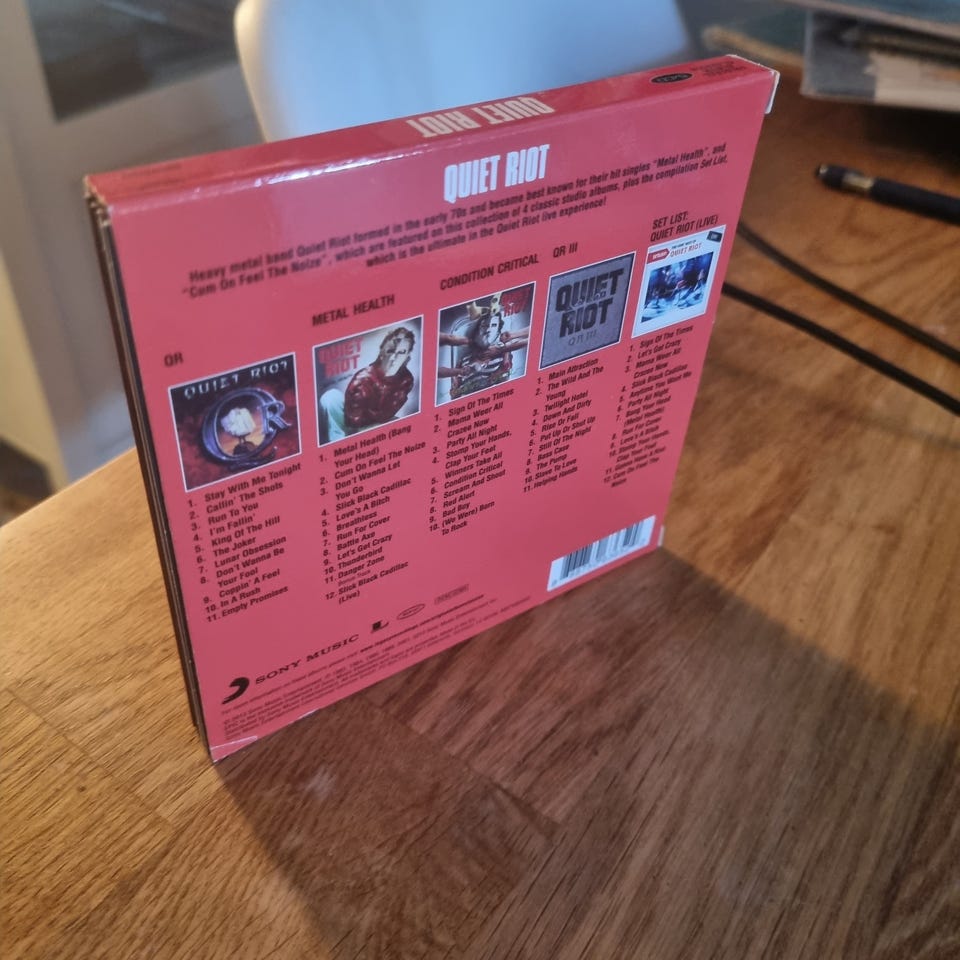 QUIET RIOT
QUIET RIOT
Heavy metal band Quiet Riot formed in the early 70s and became best known for their hit singles "Metal Health", and
"Cum On Feel The Noize", which are featured on this collection of 4 classic studio albums, plus the compilation Set List,
which is the ultimate in the Quiet Riot live experience!
QR
QUIET RIOT
QR
1. Stay With Me Tonight
2. Callin' The Shots
3. Run To You
4. I'm Fallin'
5. King Of The Hill
6. The Joker
7. Lunar Obsession
8. Don't Wanna Be
Your Fool
9. Coppin' A Feel
10. In A Rush
11. Empty Promises
METAL HEALTH
QUIET
RIOT
1. Metal Health (Bang
Your Head)
2. Cum On Feel The Noize
3. Don't Wanna Let
You Go
4. Slick Black Cadillac
5. Love's A Bitch
6. Breathless
7. Run For Cover
8. Battle Axe
9. Let's Get Crazy
10. Thunderbird
11. Danger Zone
Bonus Track
12. Slick Black Cadillac
(Live)
CONDITION CRITICAL
QUIET
RIOT
1. Sign Of The Times
2. Mama Weer All
Crazee Now
3. Party All Night
4. Stomp Your Hands,
Clap Your Feet
5. Winners Take All
6. Condition Critical
7. Scream And Shout
8. Red Alert
9. Bad Boy
10. (We Were) Born
To Rock
QR III
QUIET
RIOT
QR III
1. Main Attraction
2. The Wild And The
Young
3. Twilight Hotel
4. Down And Dirty
5. Rise Or Fall
6. Put Up Or Shut Up
7. Still Of The Night
8. Bass Case
9. The Pump
10. Slave To Love
11. Helping Hands
SET LIST:
QUIET RIOT (LIVE)
QUIET RIOT
1. Sign Of The Times
2. Let's Get Crazy
3. Mama Weer All
Crazee Now
4. Slick Black Cadillac
5. Anytime You Want Me
6. Party All Night
7. Bang Your Head
(Metal Health)
8. Run For Cover
9. Love's A Bitch
10. Stomp Your Hands,
Clap Your Feet
11. Gonna Have A Riot
12. Cum On Feel The
Noize
SONY MUSIC